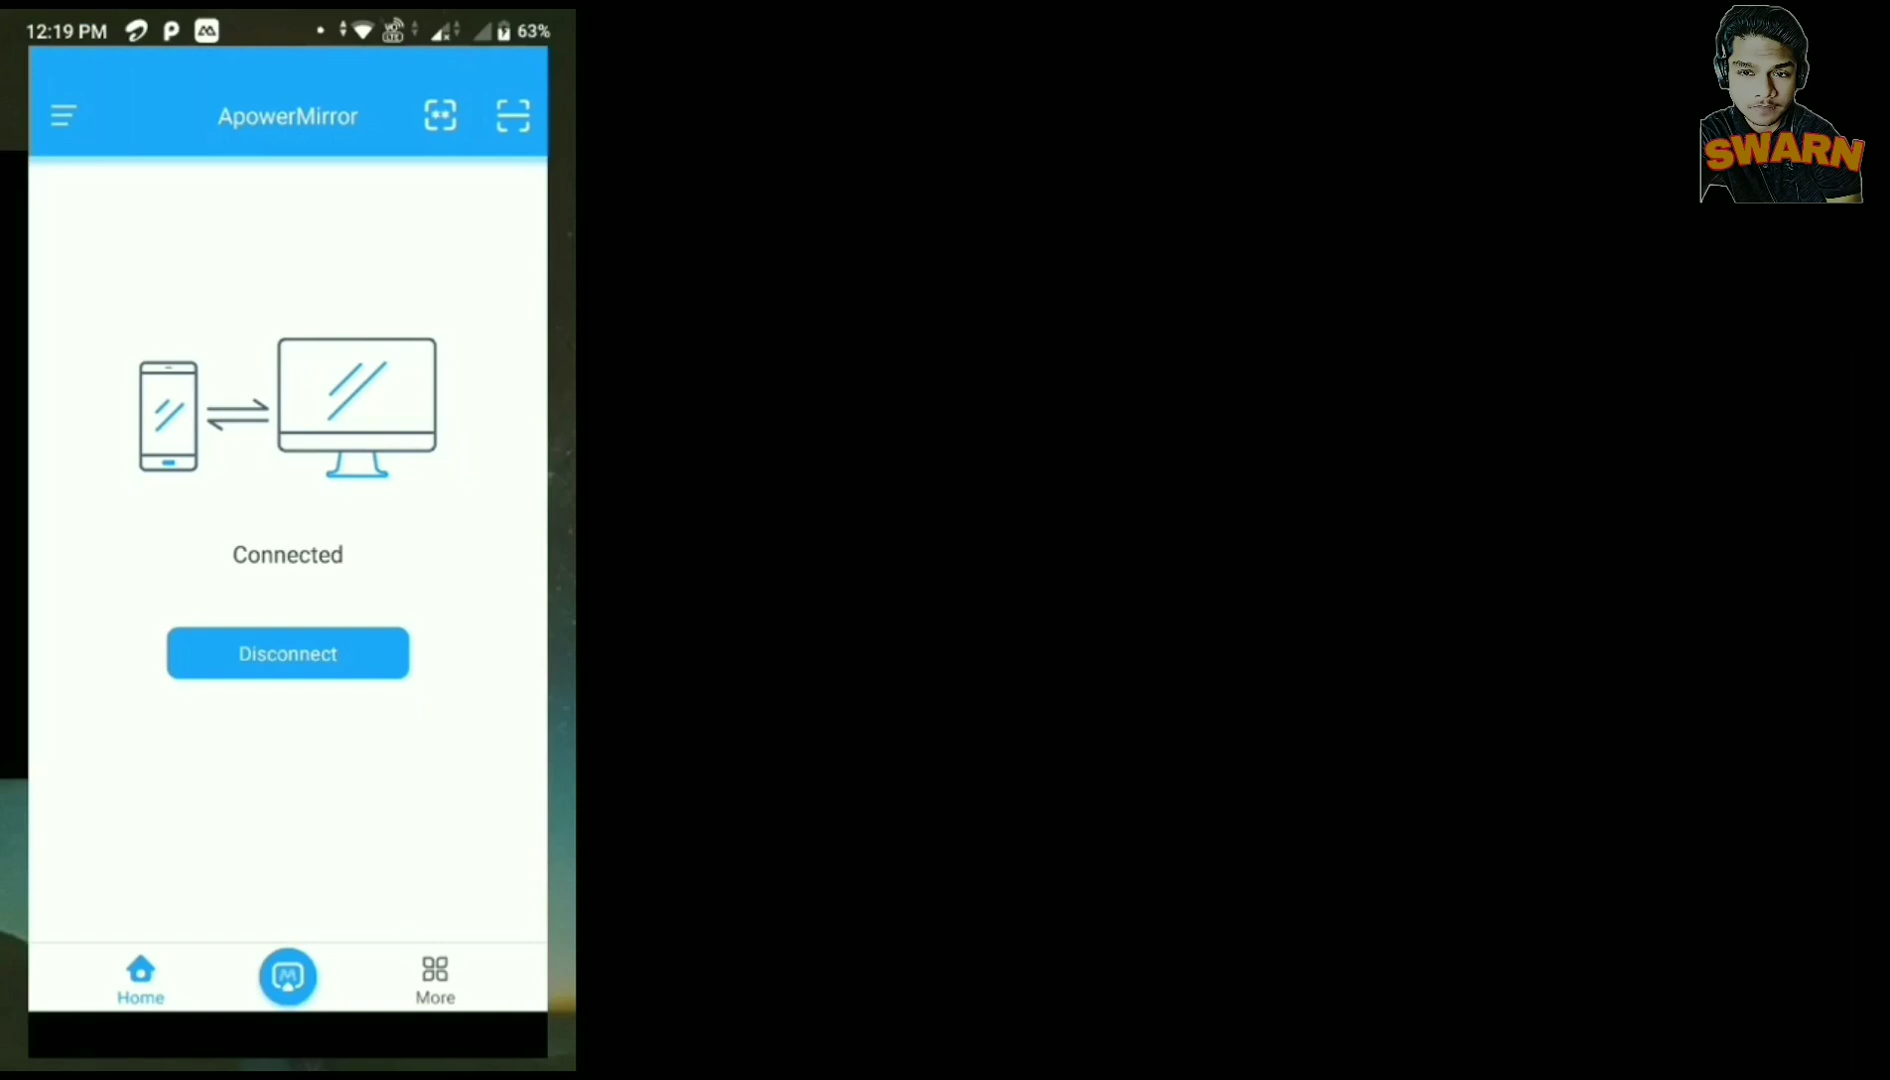 12:19 PM
63%
ApowerMirror
Connected
Disconnect
Home
More
SWARN